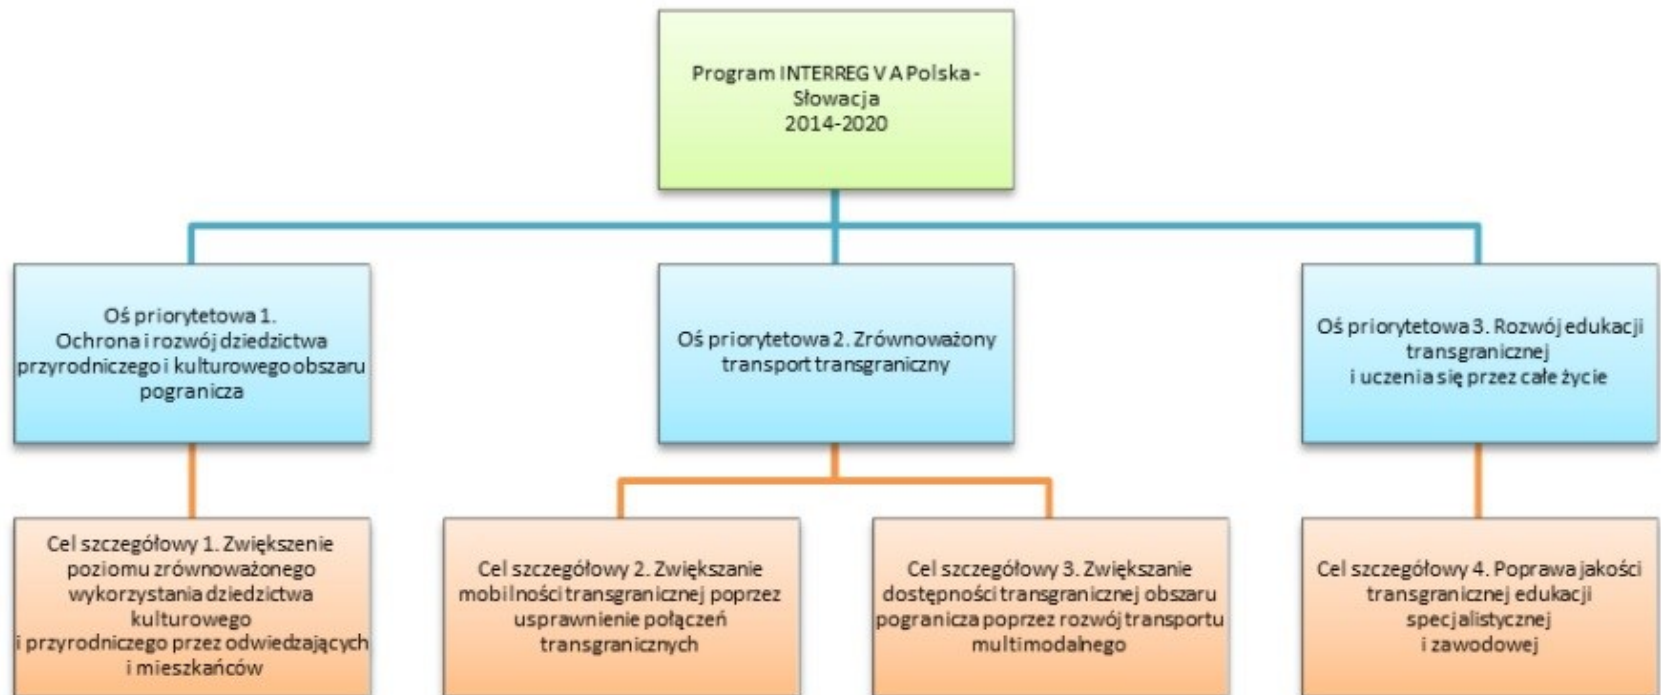 Program INTERREG V A Polska-
Słowacja
2014-2020
Oś priorytetowa 1.
Ochrona i rozwój dziedzictwa
przyrodniczego i kulturowego obszaru
pogranicza
Oś priorytetowa 2. Zrównoważony
transport transgraniczny
Oś priorytetowa 3. Rozwój edukacji
transgranicznej
i uczenia się przez całe życie
Cel szczegółowy 1. Zwiększenie
poziomu zrównoważonego
wykorzystania dziedzictwa
kulturowego
i przyrodniczego przez odwiedzających
i mieszkańców
Cel szczegółowy 2. Zwiększanie
mobilności transgranicznej poprzez
usprawnienie połączeń
transgranicznych
Cel szczegółowy 3. Zwiększanie
dostępności transgranicznej obszaru
pogranicza poprzez rozwój transportu
multimodalnego
Cel szczegółowy 4. Poprawa jakości
transgranicznej edukacji
specjalistycznej
i zawodowej